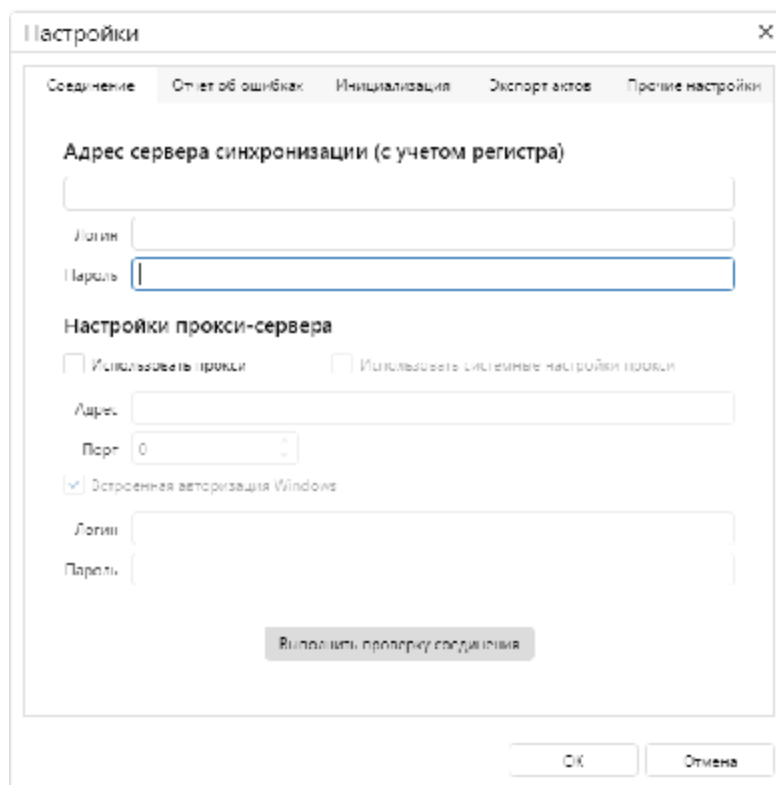 Настройки
Соединение Отчет об ошибках Инициализация Экспорт актов Прочие настройки
Адрес сервера синхронизации (с учетом регистра)
Логин
Пароль
Настройки прокси-сервера
Использовать прокси Использовать системные настройки прокси
Адрес
Порт 0
Встроенная авторизация Windows
Логин
Пароль
Выполнить проверку соединения
ОК Отмена